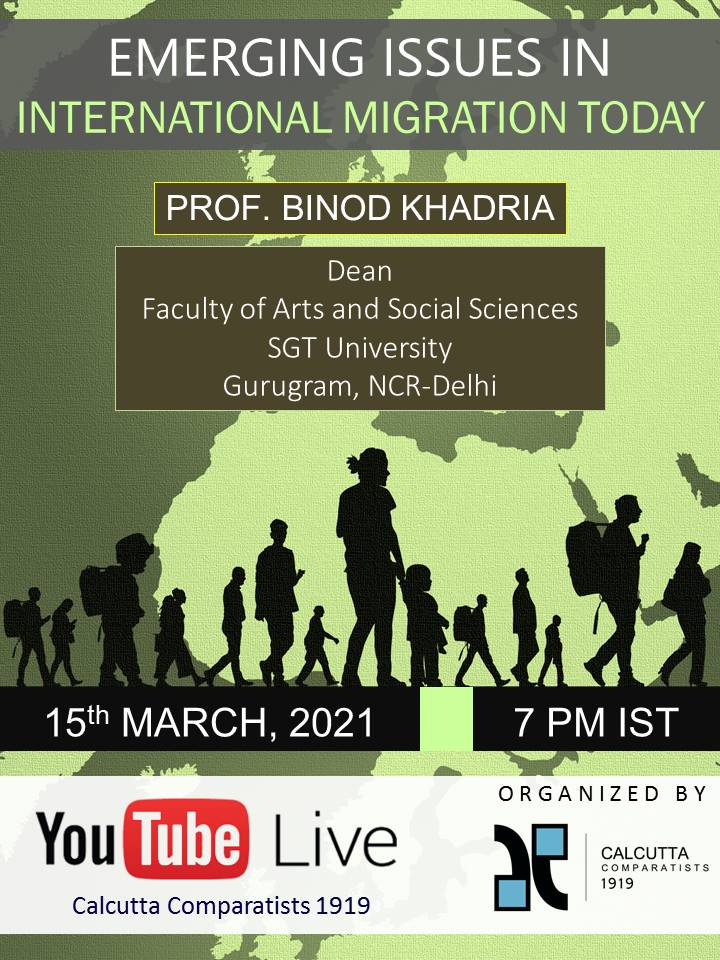 EMERGING ISSUES IN
INTERNATIONAL MIGRATION TODAY
PROF. BINOD KHADRIA
Dean
Faculty of Arts and Social Sciences
SGT University
Gurugram, NCR-Delhi
15th MARCH, 2021
7 PM IST
YouTube Live
Calcutta Comparatists 1919
ORGANIZED BY
CALCUTTA
COMPARATISTS
1919